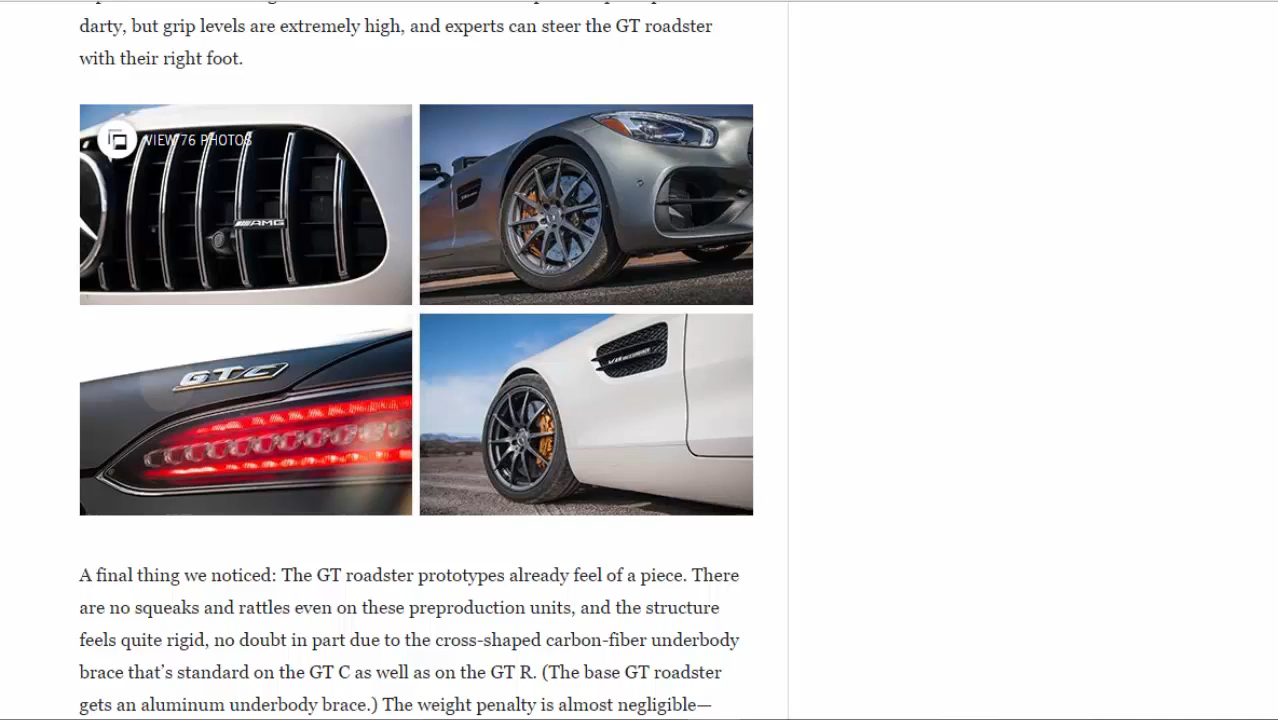 darty, but grip levels are extremely high, and experts can steer the GT roadster
with their right foot.
VIEW 76 PHOTOS
AMG
GT C
A final thing we noticed: The GT roadster prototypes already feel of a piece. There
are no squeaks and rattles even on these preproduction units, and the structure
feels quite rigid, no doubt in part due to the cross-shaped carbon-fiber underbody
brace that’s standard on the GT C as well as on the GT R. (The base GT roadster
gets an aluminum underbody brace.) The weight penalty is almost negligible—